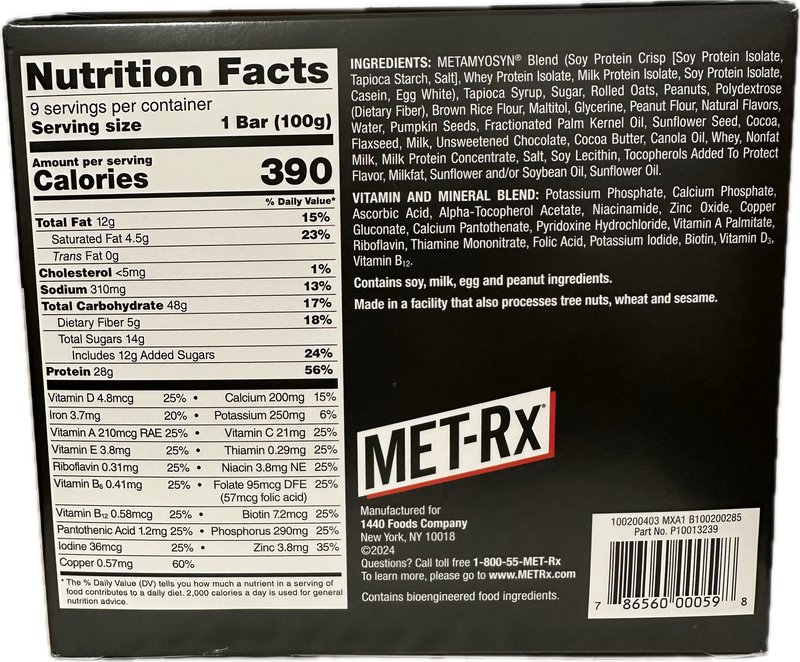 Nutrition Facts
9 servings per container
Serving size 1 Bar (100g)
Amount per serving
Calories 390
% Daily Value*
Total Fat 12g 15%
Saturated Fat 4.5g 23%
Trans Fat 0g
Cholesterol <5mg 1%
Sodium 310mg 13%
Total Carbohydrate 48g 17%
Dietary Fiber 5g 18%
Total Sugars 14g
Includes 12g Added Sugars 24%
Protein 28g 56%
Vitamin D 4.8mcg 25% • Calcium 200mg 15%
Iron 3.7mg 20% • Potassium 250mg 6%
Vitamin A 210mcg RAE 25% • Vitamin C 21mg 25%
Vitamin E 3.8mg 25% • Thiamin 0.29mg 25%
Riboflavin 0.31mg 25% • Niacin 3.8mg NE 25%
Vitamin B₆ 0.41mg 25% • Folate 95mcg DFE 25%
(57mcg folic acid)
Vitamin B₁₂ 0.58mcg 25% • Biotin 7.2mcg 25%
Pantothenic Acid 1.2mg 25% • Phosphorus 290mg 25%
Iodine 36mcg 25% • Zinc 3.8mg 35%
Copper 0.57mg 60%
* The % Daily Value (DV) tells you how much a nutrient in a serving of
food contributes to a daily diet. 2,000 calories a day is used for general
nutrition advice.
INGREDIENTS: METAMYOSYN® Blend (Soy Protein Crisp [Soy Protein Isolate,
Tapioca Starch, Salt], Whey Protein Isolate, Milk Protein Isolate, Soy Protein Isolate,
Casein, Egg White), Tapioca Syrup, Sugar, Rolled Oats, Peanuts, Polydextrose
(Dietary Fiber), Brown Rice Flour, Maltitol, Glycerine, Peanut Flour, Natural Flavors,
Water, Pumpkin Seeds, Fractionated Palm Kernel Oil, Sunflower Seed, Cocoa,
Flaxseed, Milk, Unsweetened Chocolate, Cocoa Butter, Canola Oil, Whey, Nonfat
Milk, Milk Protein Concentrate, Salt, Soy Lecithin, Tocopherols Added To Protect
Flavor, Milkfat, Sunflower and/or Soybean Oil, Sunflower Oil.
VITAMIN AND MINERAL BLEND: Potassium Phosphate, Calcium Phosphate,
Ascorbic Acid, Alpha-Tocopherol Acetate, Niacinamide, Zinc Oxide, Copper
Gluconate, Calcium Pantothenate, Pyridoxine Hydrochloride, Vitamin A Palmitate,
Riboflavin, Thiamine Mononitrate, Folic Acid, Potassium Iodide, Biotin, Vitamin D₃,
Vitamin B₁₂.
Contains soy, milk, egg and peanut ingredients.
Made in a facility that also processes tree nuts, wheat and sesame.
MET-Rx®
Manufactured for
1440 Foods Company
New York, NY 10018
©2024
Questions? Call toll free 1-800-55-MET-Rx
To learn more, please go to www.METRx.com
Contains bioengineered food ingredients.
100200403 MXA1 B100200285
Part No. P10013239
7 86560 00059 8